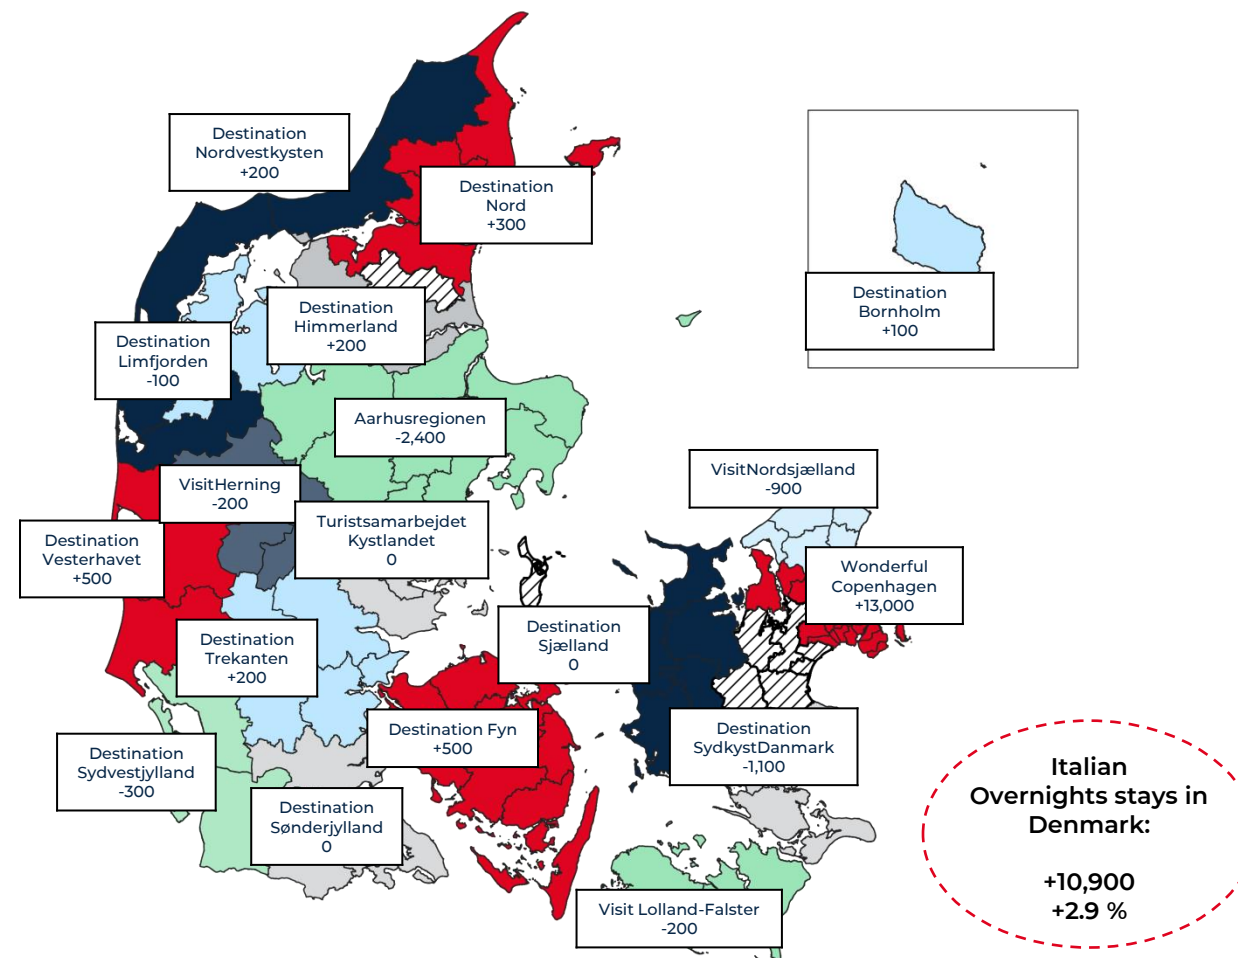 Destination
Nordvestkysten
+200
Destination
Nord
+300
Destination
Himmerland
+200
Destination
Bornholm
+100
Destination
Limfjorden
-100
Aarhusregionen
-2,400
VisitHerning
-200
VisitNordsjælland
-900
Turistsamarbejdet
Kystlandet
0
Destination
Vesterhavet
+500
Wonderful
Copenhagen
+13,000
Destination
Sjælland
0
Destination
Trekanten
+200
Destination Fyn
+500
Destination
SydkystDanmark
-1,100
Destination
Sydvestjylland
-300
Destination
Sønderjylland
0
Visit Lolland-Falster
-200
Italian
Overnights stays in
Denmark:
+10,900
+2.9 %